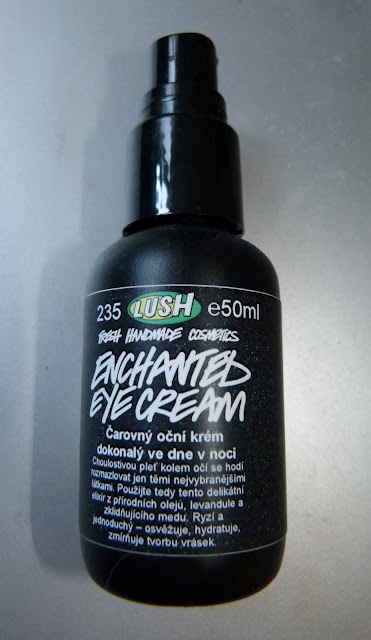 235 LUSH e50ml
FRESH HANDMADE COSMETICS
ENCHANTED
EYE CREAM
Čarovný oční krém
dokonalý ve dne v noci
Choulostivou pleť kolem očí se hodí
rozmazlovat jen těmi nejvybranějšími
látkami. Použijte tedy tento delikátní
elixír z přírodních olejů, levandule a
zklidňujícího medu. Ryzí a
jednoduchý – osvěžuje, hydratuje,
zmírňuje tvorbu vrásek.